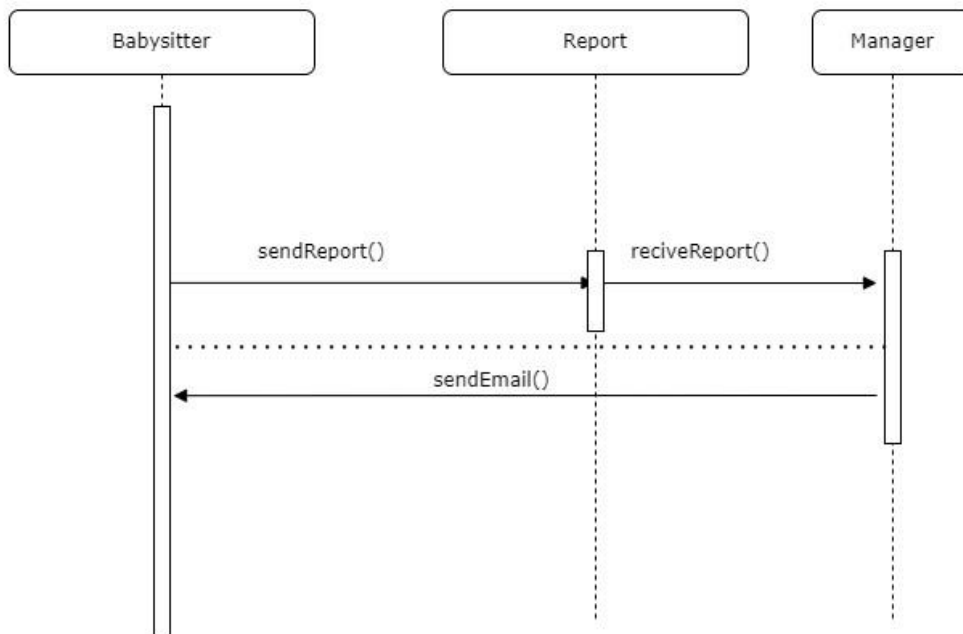 Babysitter
Report
Manager
sendReport()
reciveReport()
sendEmail()